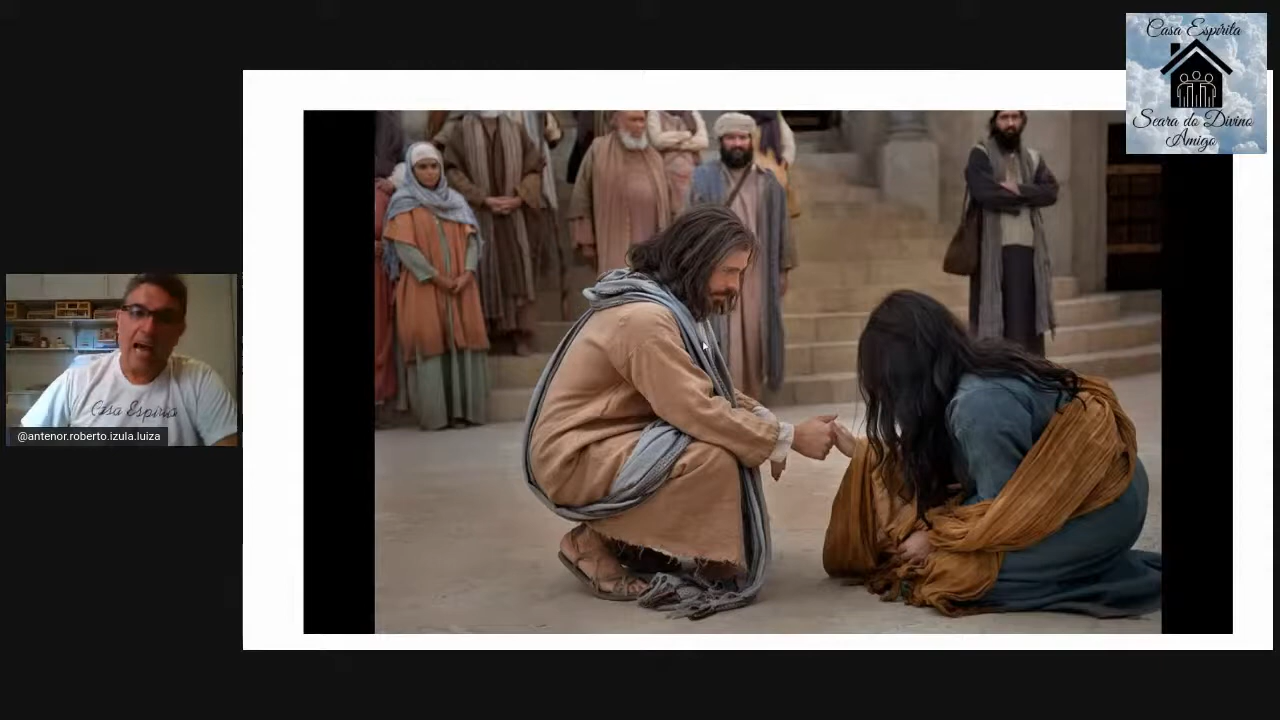 Casa Espírita
Seara do Divino
Amigo
Casa Espírita
@antenor.roberto.izula.luiza